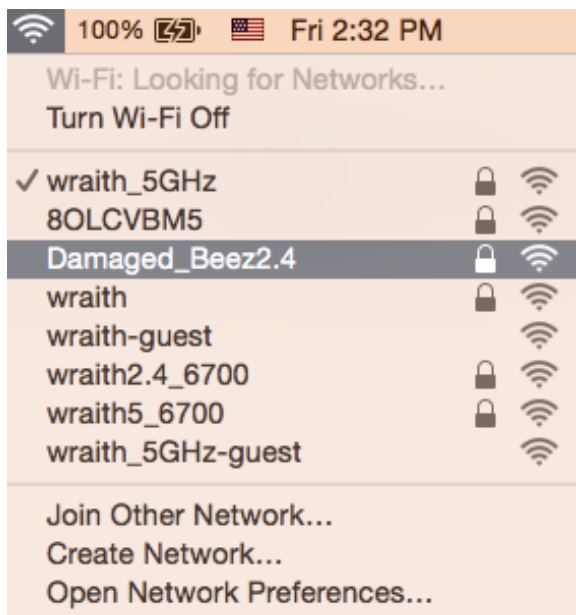 100% Fri 2:32 PM
Wi-Fi: Looking for Networks...
Turn Wi-Fi Off
wraith_5GHz
8OLCVBM5
Damaged_Beez2.4
wraith
wraith-guest
wraith2.4_6700
wraith5_6700
wraith_5GHz-guest
Join Other Network...
Create Network...
Open Network Preferences...